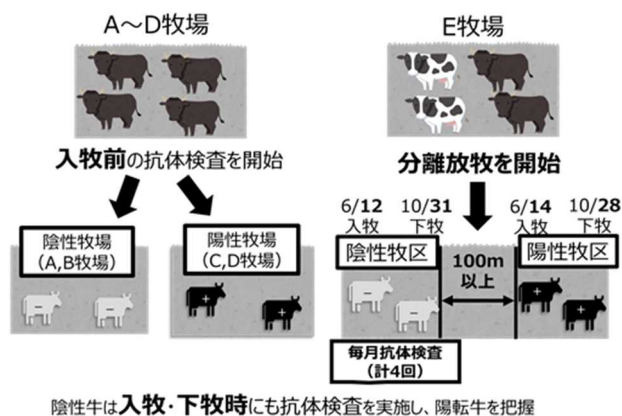 A～D牧場
E牧場
入牧前の抗体検査を開始
分離放牧を開始
陰性牧場
（A,B牧場）
陽性牧場
（C,D牧場）
6/12
入牧
10/31
下牧
6/14
入牧
10/28
下牧
陰性牧区
100m
以上
陽性牧区
毎月抗体検査
（計4回）
陰性牛は入牧･下牧時にも抗体検査を実施し、陽転牛を把握